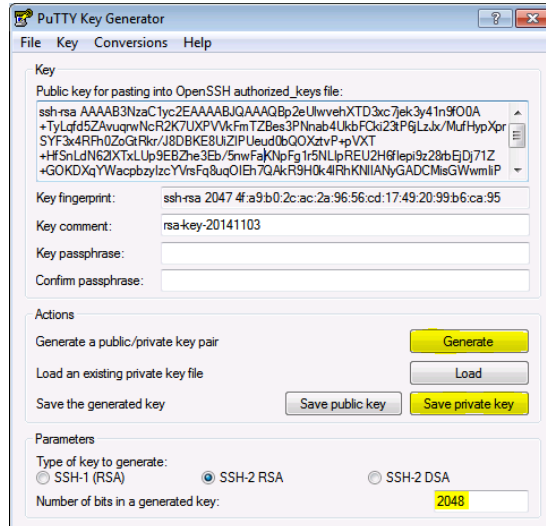 PuTTY Key Generator
File Key Conversions Help
Key
Public key for pasting into OpenSSH authorized_keys file:
ssh-rsa AAAAB3NzaC1yc2EAAAABJQAAAQBp2eUlwvehXTD3xc7jek3y41n9fO0A
+TyLqfd5ZAvuqrwNcR2K7UXPVVkFmTZBes3PNnab4UkbFCki23tP6jLzJx/MufHypXpr
SYF3x4RFh0ZoGtRkr/J8DBKE8UiZIPUeud0bQOXztvP+pVXT
+HfSnLdN62IXTxLUp9EBZhe3Eb/5nwFaKNpFg1r5NLlpREU2H6flepi9z28rbEjDj71Z
+GOKDXqYWacpbzylzcYVrsFq8uqOIEh7QAkR9H0k4lRhKNIIANyGADCMisGWwmliP
Key fingerprint: ssh-rsa 2047 4f:a9:b0:2c:ac:2a:96:56:cd:17:49:20:99:b6:ca:95
Key comment: rsa-key-20141103
Key passphrase:
Confirm passphrase:
Actions
Generate a public/private key pair Generate
Load an existing private key file Load
Save the generated key Save public key Save private key
Parameters
Type of key to generate:
SSH-1 (RSA) SSH-2 RSA SSH-2 DSA
Number of bits in a generated key: 2048